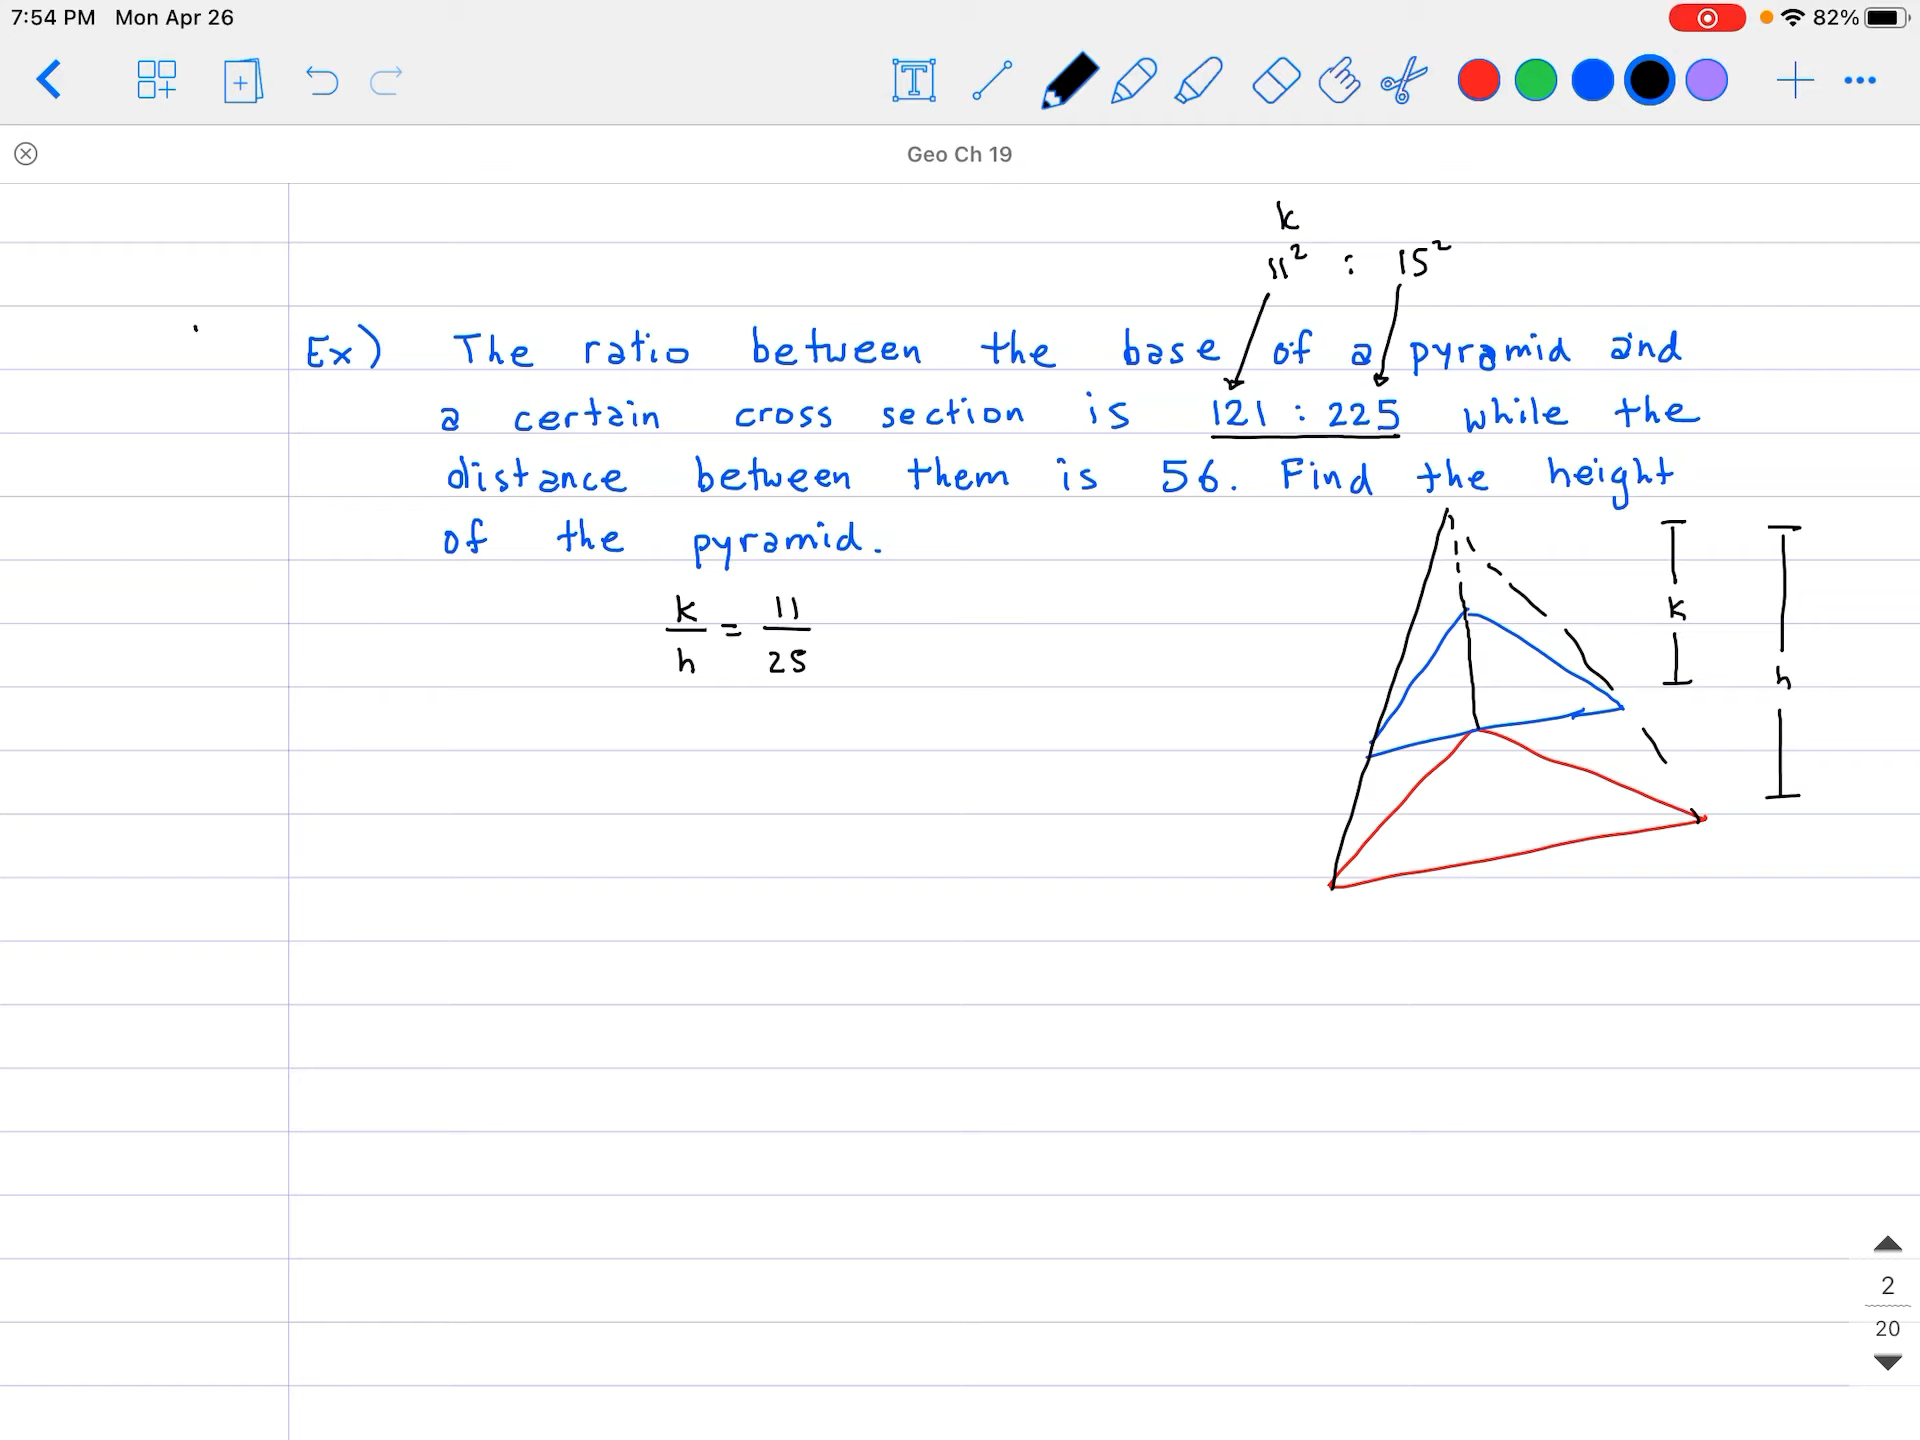 7:54 PM Mon Apr 26
82%
T
Geo Ch 19
k
11² : 15²
Ex) The ratio between the base of a pyramid and
a certain cross section is 121 : 225 while the
distance between them is 56. Find the height
of the pyramid.
k/h = 11/25
k
h
2
20